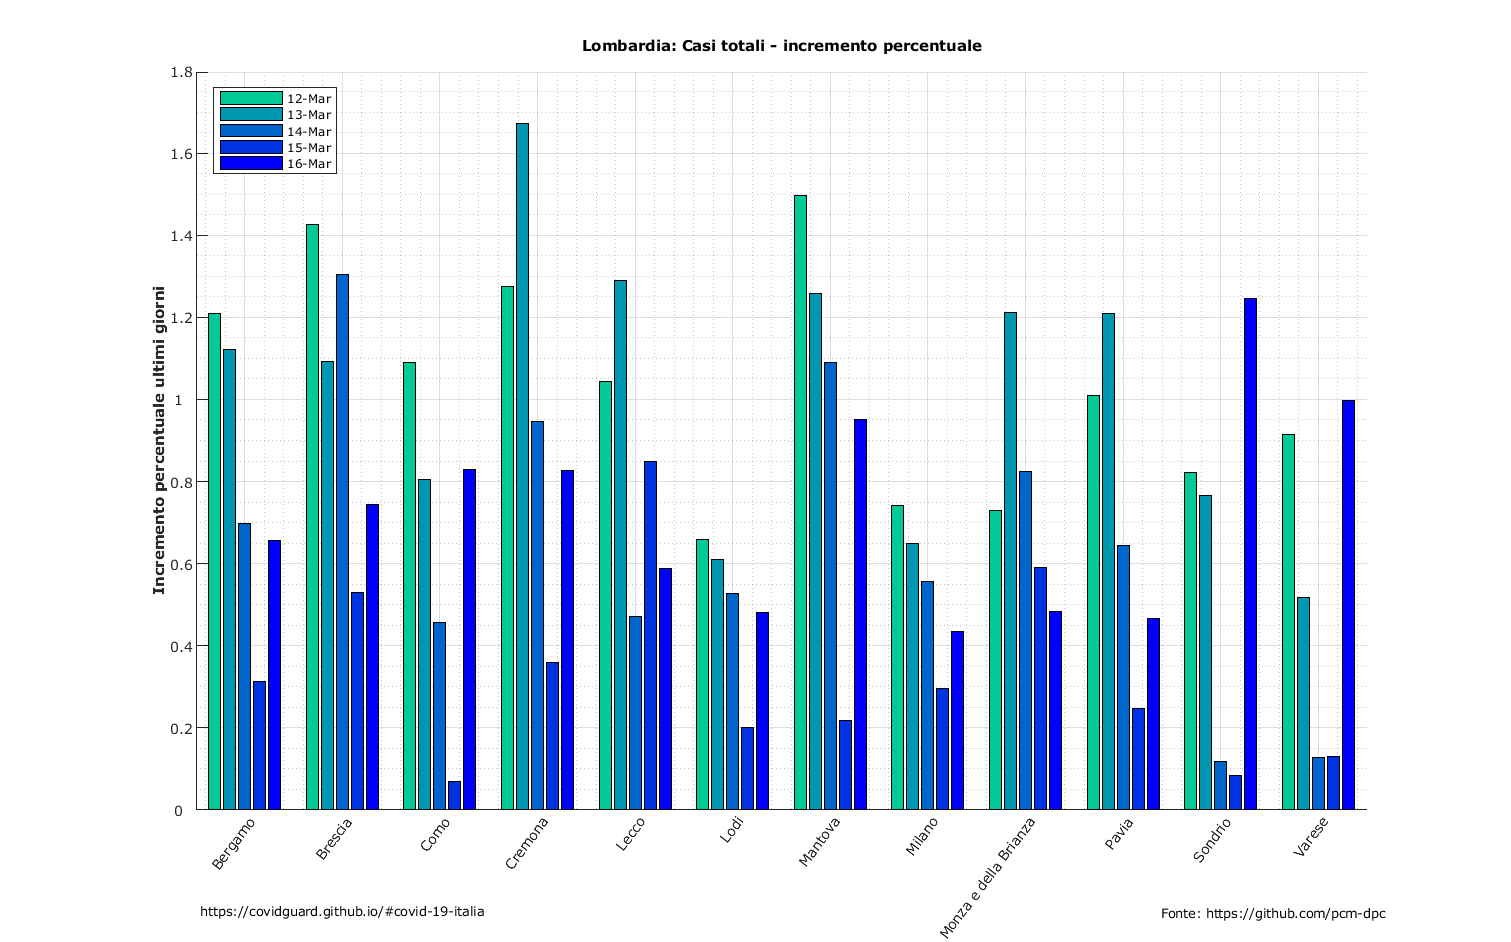 Lombardia: Casi totali - incremento percentuale
1.8
1.6
1.4
1.2
1
0.8
0.6
0.4
0.2
0
Incremento percentuale ultimi giorni
12-Mar
13-Mar
14-Mar
15-Mar
16-Mar
Bergamo
Brescia
Como
Cremona
Lecco
Lodi
Mantova
Milano
Monza e della Brianza
Pavia
Sondrio
Varese
https://covidguard.github.io/#covid-19-italia
Fonte: https://github.com/pcm-dpc